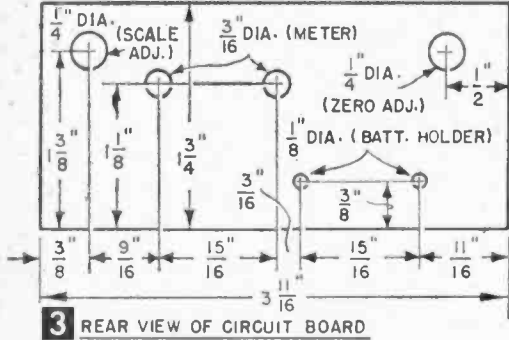 1/4" DIA.
(SCALE
ADJ.)
3/16" DIA. (METER)
1/4" DIA.
(ZERO ADJ.)
1/2"
1 3/8"
1 1/8"
1 3/4"
1/8" DIA. (BATT. HOLDER)
3/16"
3/8"
3/8" 9/16 15/16" 15/16" 11/16"
3 11/16"
3 REAR VIEW OF CIRCUIT BOARD